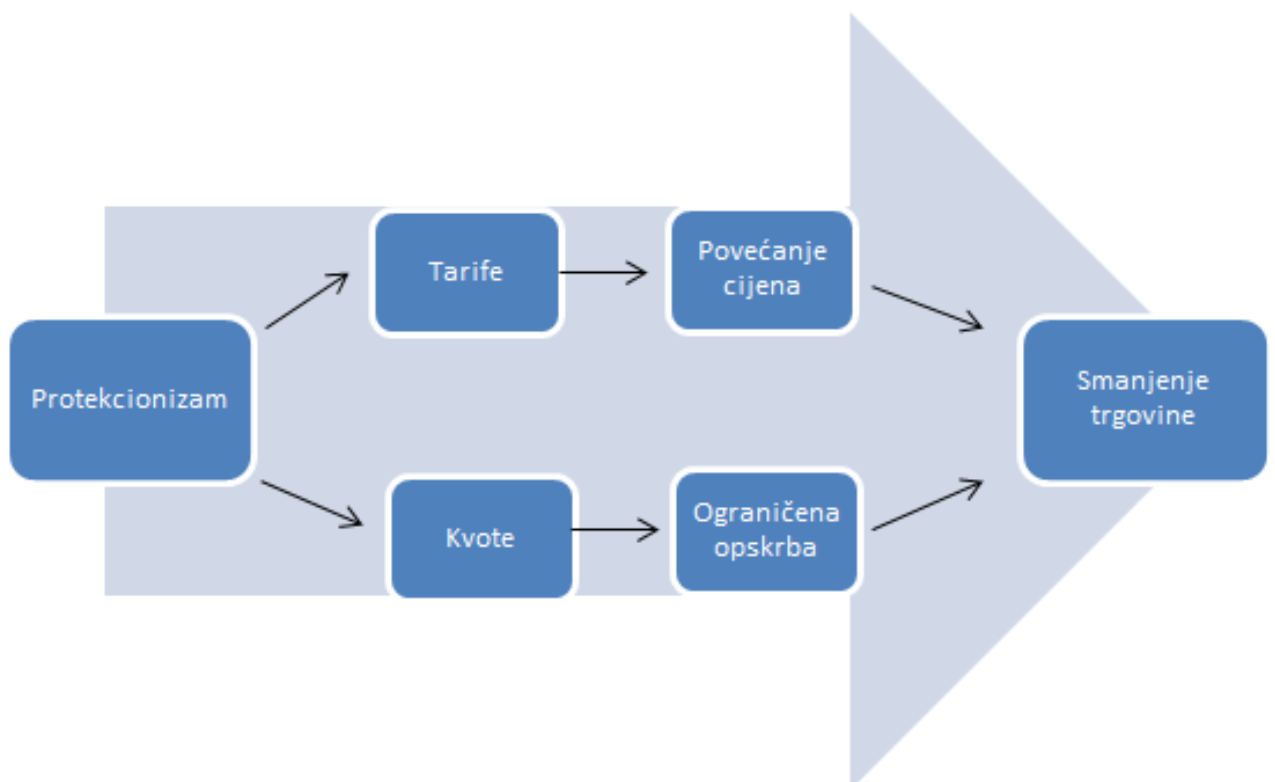 Protekcionizam
Tarife
Povećanje
cijena
Kvote
Ograničena
opskrba
Smanjenje
trgovine